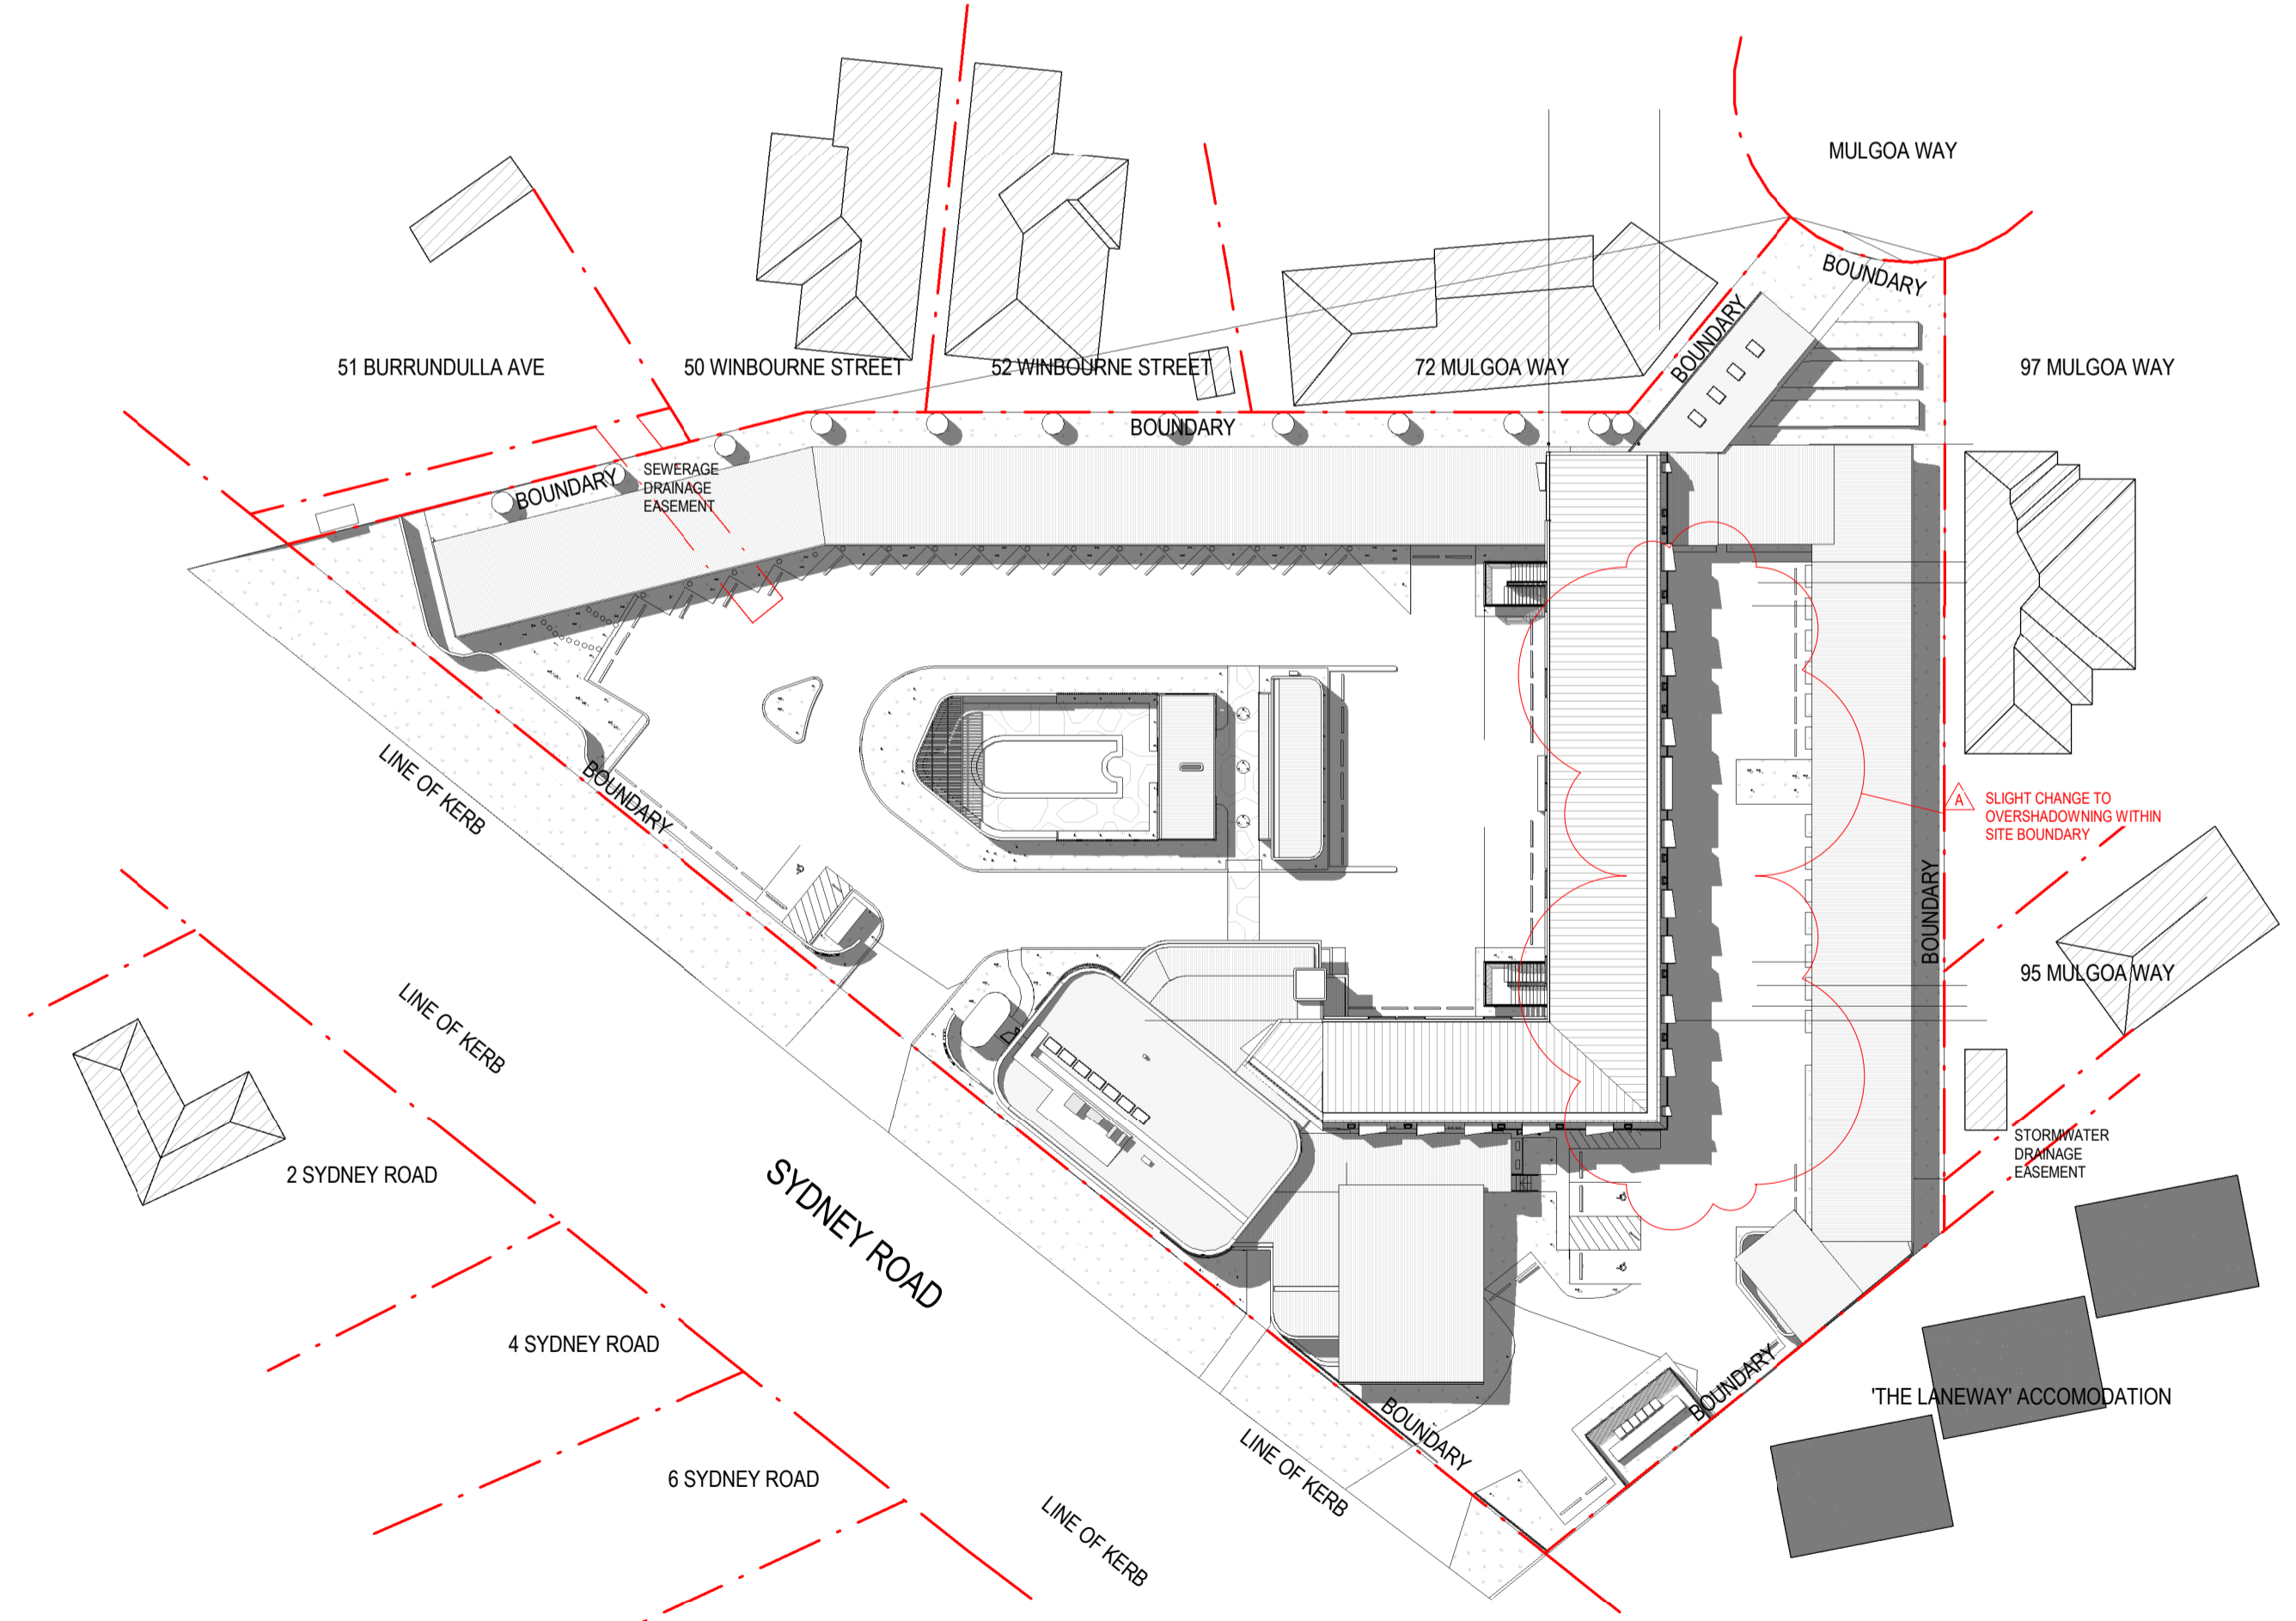 MULGOA WAY
BOUNDARY
BOUNDARY
51 BURRUNDULLA AVE
50 WINBOURNE STREET
52 WINBOURNE STREET
72 MULGOA WAY
97 MULGOA WAY
BOUNDARY
BOUNDARY
SEWERAGE
DRAINAGE
EASEMENT
LINE OF KERB
BOUNDARY
A
SLIGHT CHANGE TO
OVERSHADOWNING WITHIN
SITE BOUNDARY
BOUNDARY
95 MULGOA WAY
LINE OF KERB
STORMWATER
DRAINAGE
EASEMENT
2 SYDNEY ROAD
SYDNEY ROAD
4 SYDNEY ROAD
'THE LANEWAY' ACCOMODATION
BOUNDARY
BOUNDARY
6 SYDNEY ROAD
LINE OF KERB
LINE OF KERB